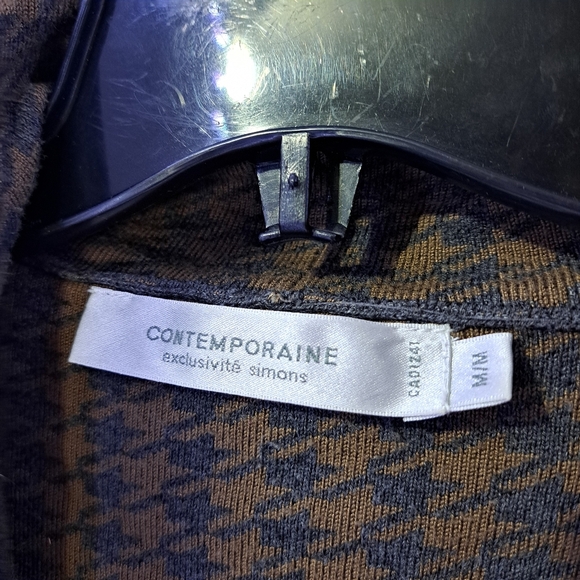 CONTEMPORAINE
exclusivité simons
CA01241
M/M